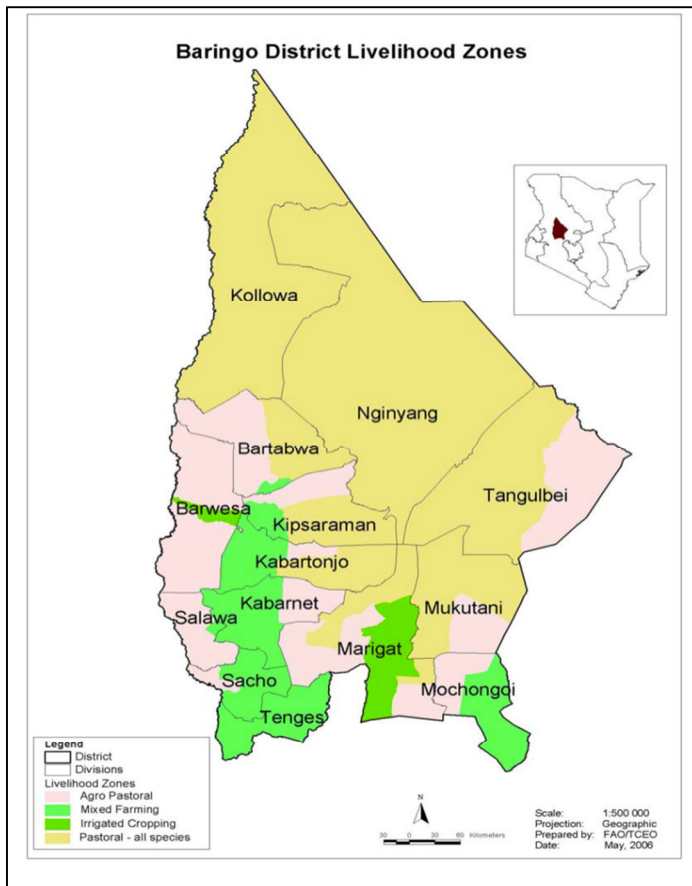 Baringo District Livelihood Zones
Kollowa
Nginyang
Bartabwa
Tangulbei
Barwesa
Kipsaraman
Kabartonjo
Kabarnet
Mukutani
Salawa
Marigat
Sacho
Mochongoi
Tenges
Legend
District
Divisions
Livelihood Zones
Agro Pastoral
Mixed Farming
Irrigated Cropping
Pastoral - all species
N
30 0 30 60 Kilometers
Scale: 1:500 000
Projection: Geographic
Prepared by: FAO/TCEO
Date: May, 2006